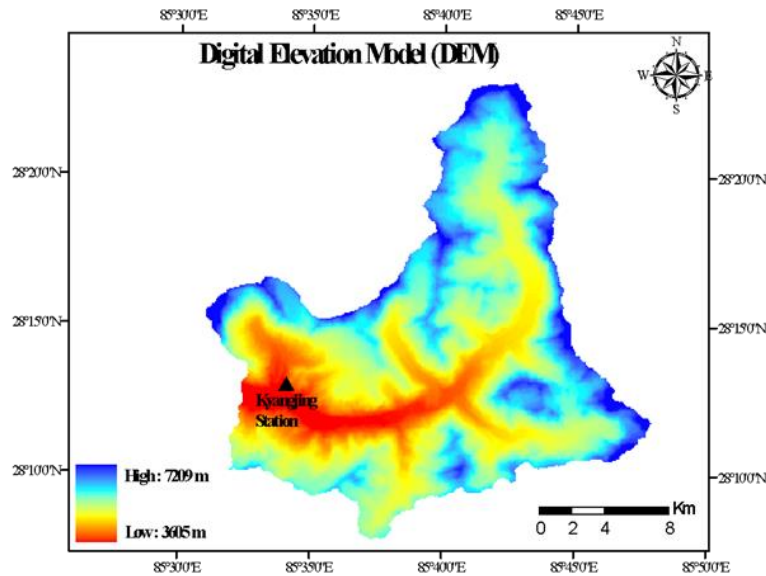 85°30'0"E 85°35'0"E 85°40'0"E 85°45'0"E
Digital Elevation Model (DEM)
N
W E
S
28°20'0"N 28°20'0"N
28°15'0"N 28°15'0"N
Kyangjing
Station
28°10'0"N 28°10'0"N
High : 7209 m
Low : 3605 m
Km
0 2 4 8
85°30'0"E 85°35'0"E 85°40'0"E 85°45'0"E 85°50'0"E